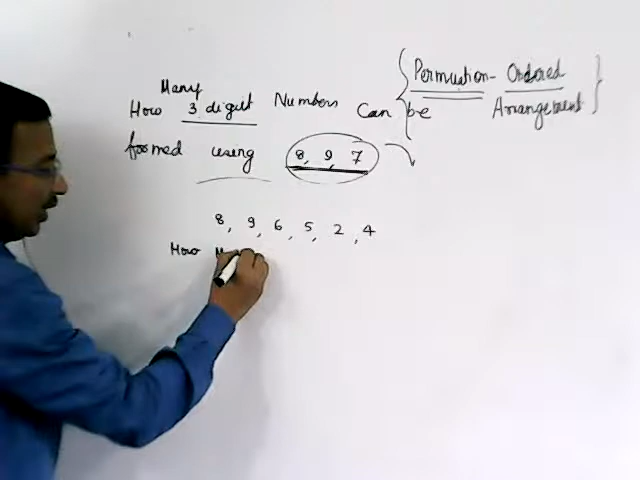 Many
How 3 digit Numbers Can be
formed using 8, 9, 7
{ Permustion - Ordered
Arrangement }
8, 9, 6, 5, 2, 4
How